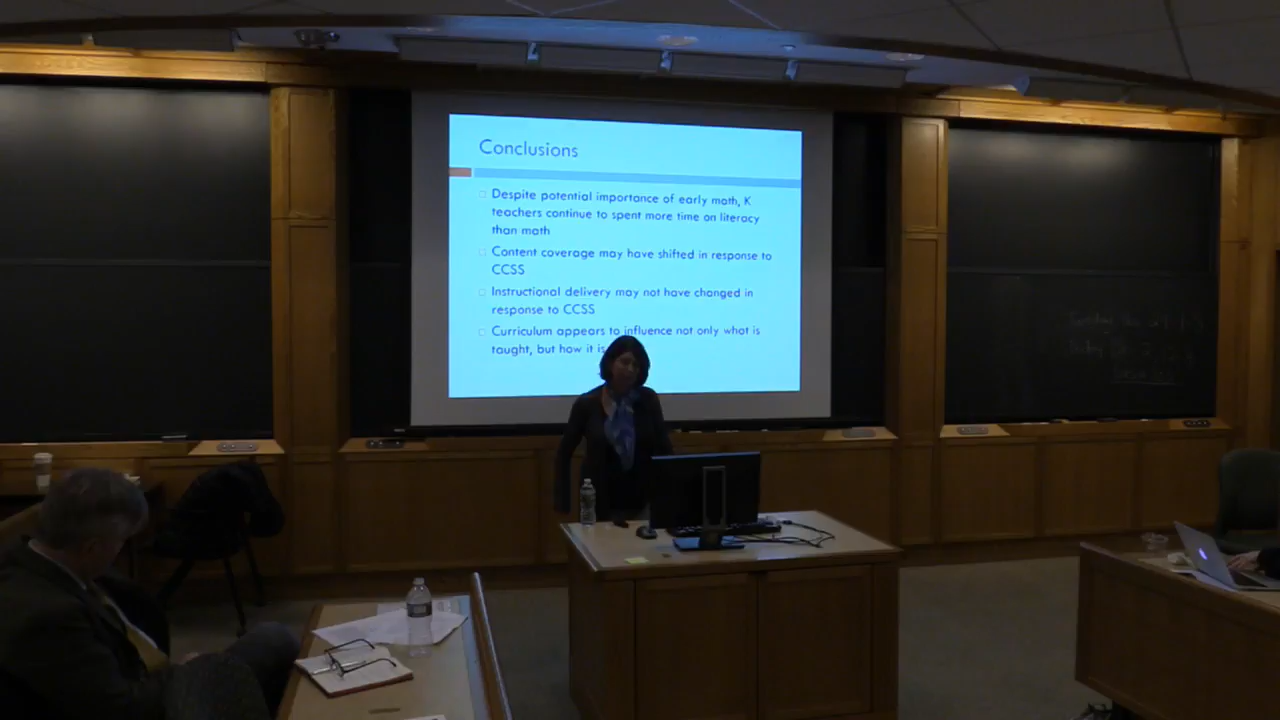 Conclusions
Despite potential importance of early math, K
teachers continue to spent more time on literacy
than math
Content coverage may have shifted in response to
CCSS
Instructional delivery may not have changed in
response to CCSS
Curriculum appears to influence not only what is
taught, but how it is